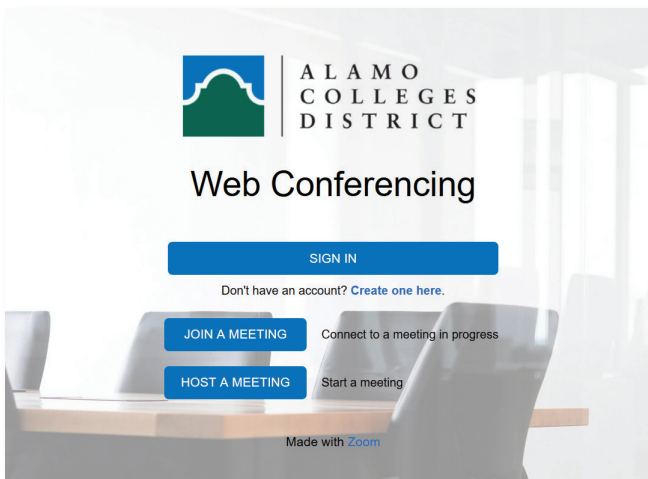 ALAMO
COLLEGES
DISTRICT
Web Conferencing
SIGN IN
Don't have an account? Create one here.
JOIN A MEETING Connect to a meeting in progress
HOST A MEETING Start a meeting
Made with Zoom